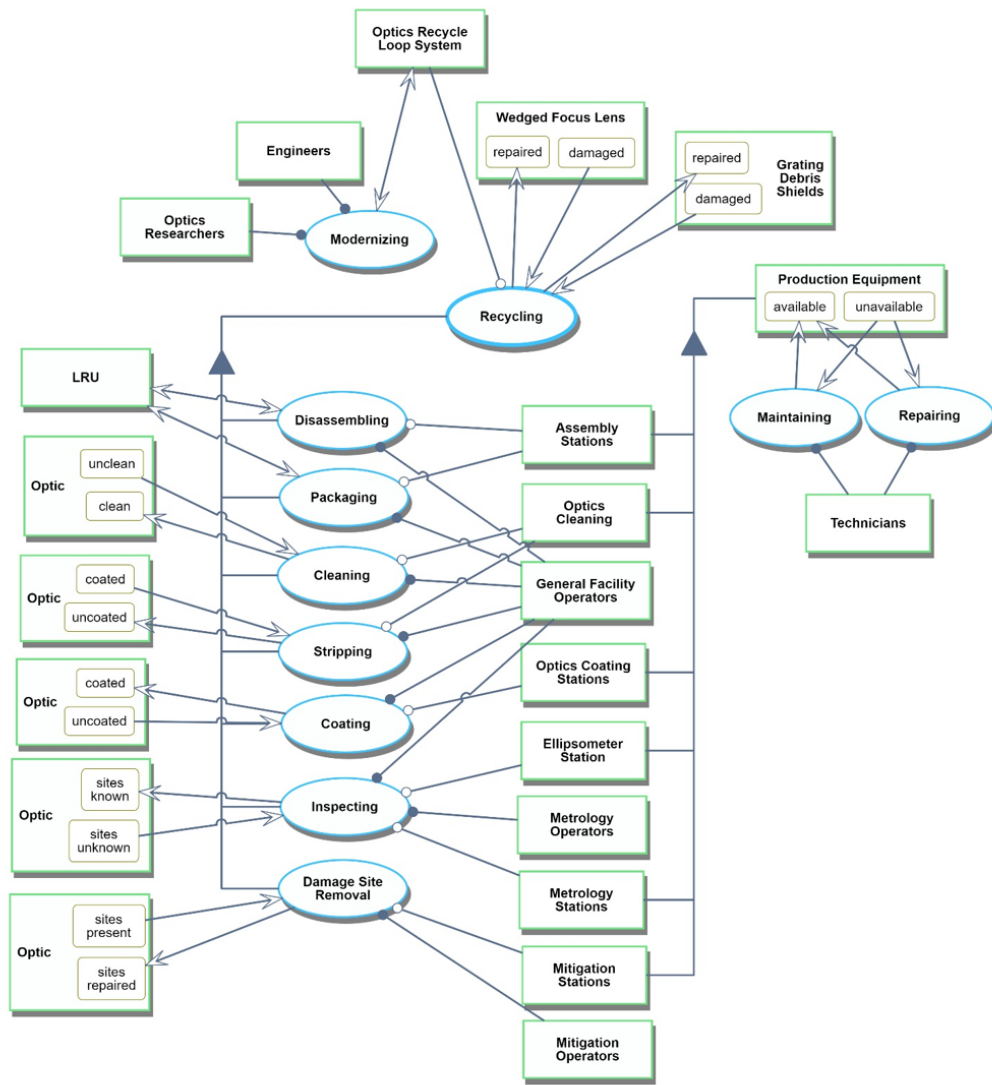 Optics Recycle
Loop System
Wedged Focus Lens
repaired
damaged
Engineers
repaired
Grating
Debris
Shields
damaged
Optics
Researchers
Modernizing
Production Equipment
available
unavailable
Recycling
LRU
Disassembling
Assembly
Stations
Maintaining
Repairing
unclean
Optic
clean
Packaging
Optics
Cleaning
Technicians
Cleaning
General Facility
Operators
coated
Optic
uncoated
Stripping
Optics Coating
Stations
coated
Optic
uncoated
Coating
Ellipsometer
Station
sites
known
Optic
sites
unknown
Inspecting
Metrology
Operators
Damage Site
Removal
Metrology
Stations
sites
present
Optic
sites
repaired
Mitigation
Stations
Mitigation
Operators